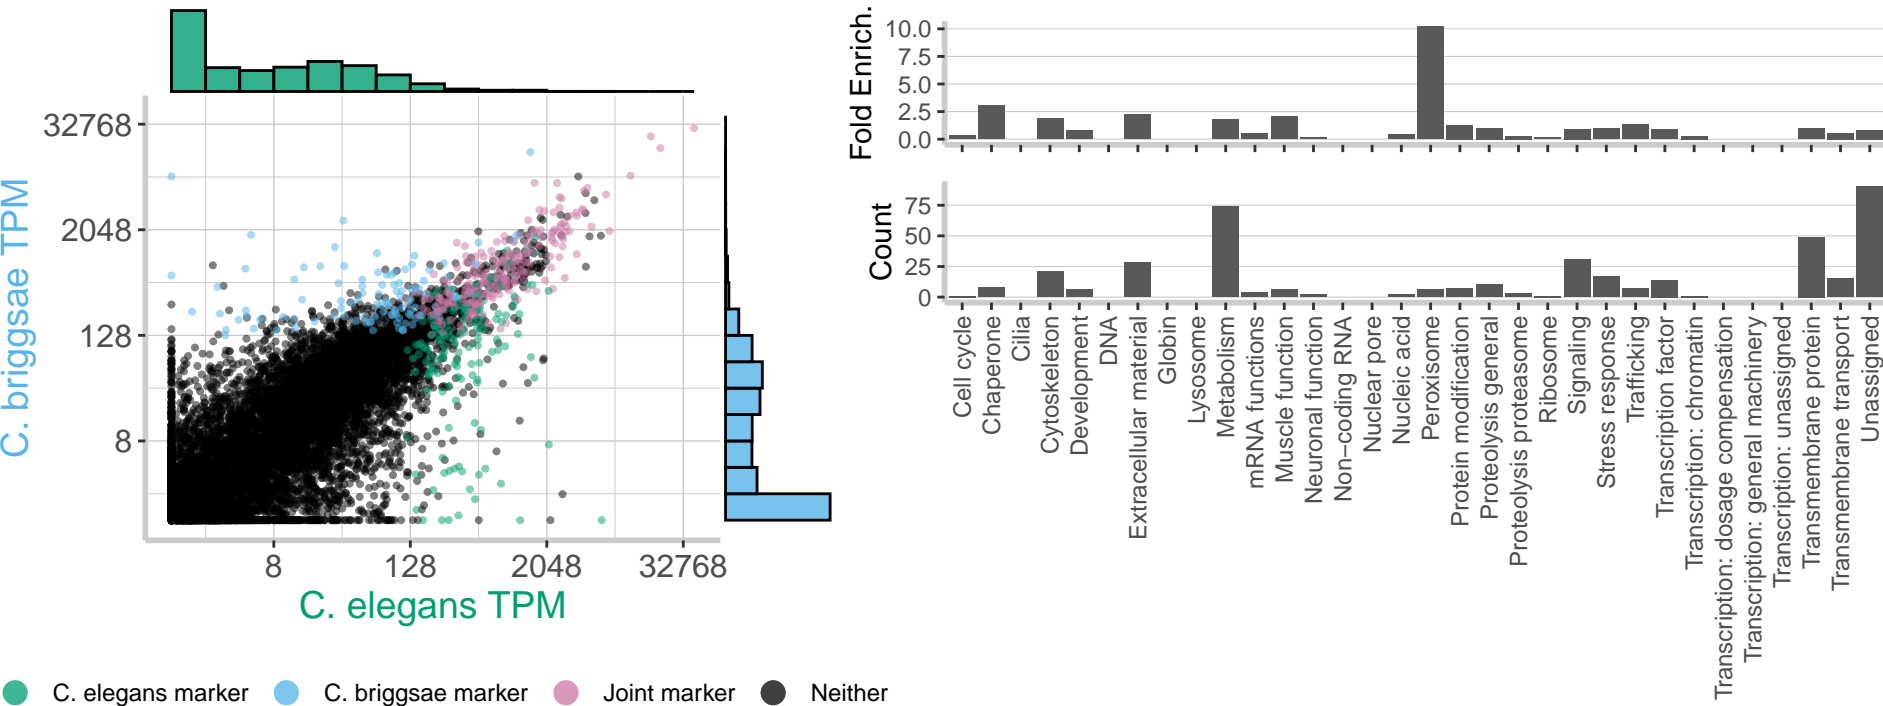 32768
2048
128
8
C. briggsae TPM
8
128
2048
32768
C. elegans TPM
C. elegans marker
C. briggsae marker
Joint marker
Neither
Fold Enrich.
10.0
7.5
5.0
2.5
0.0
Count
75
50
25
0
Cell cycle
Chaperone
Cilia
Cytoskeleton
Development
DNA
Extracellular material
Globin
Lysosome
Metabolism
mRNA functions
Muscle function
Neuronal function
Non−coding RNA
Nuclear pore
Nucleic acid
Peroxisome
Protein modification
Proteolysis general
Proteolysis proteasome
Ribosome
Signaling
Stress response
Trafficking
Transcription factor
Transcription: chromatin
Transcription: dosage compensation
Transcription: general machinery
Transcription: unassigned
Transmembrane protein
Transmembrane transport
Unassigned